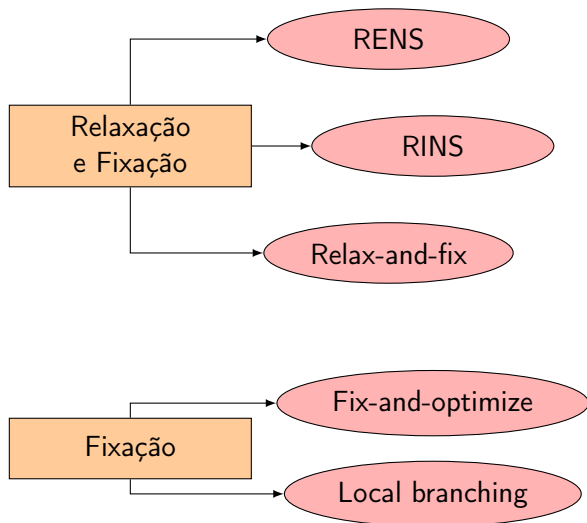 RENS
Relaxação
e Fixação
RINS
Relax-and-fix
Fix-and-optimize
Fixação
Local branching